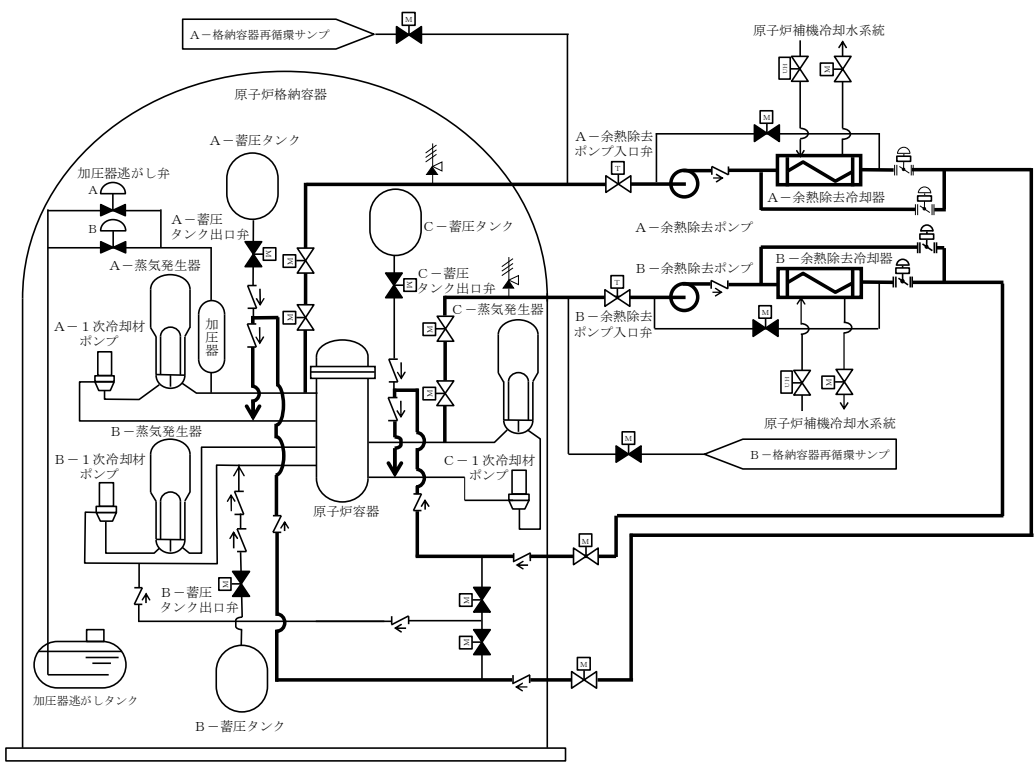 A－格納容器再循環サンプ
M
原子炉補機冷却水系統
原子炉格納容器
UH
M
M
A－余熱除去
ポンプ入口弁
T
A－蓄圧タンク
加圧器逃がし弁
A
B
A－余熱除去冷却器
A－蓄圧
タンク出口弁
C－蓄圧タンク
A－余熱除去ポンプ
M
M
A－蒸気発生器
C－蓄圧
タンク出口弁
M
B－余熱除去ポンプ
B－余熱除去冷却器
T
C－蒸気発生器
M
加圧器
A－1次冷却材
ポンプ
M
B－余熱除去
ポンプ入口弁
M
UH
M
M
原子炉補機冷却水系統
B－蒸気発生器
B－1次冷却材
ポンプ
C－1次冷却材
ポンプ
M
B－格納容器再循環サンプ
原子炉容器
M
M
B－蓄圧
タンク出口弁
M
M
M
加圧器逃がしタンク
B－蓄圧タンク